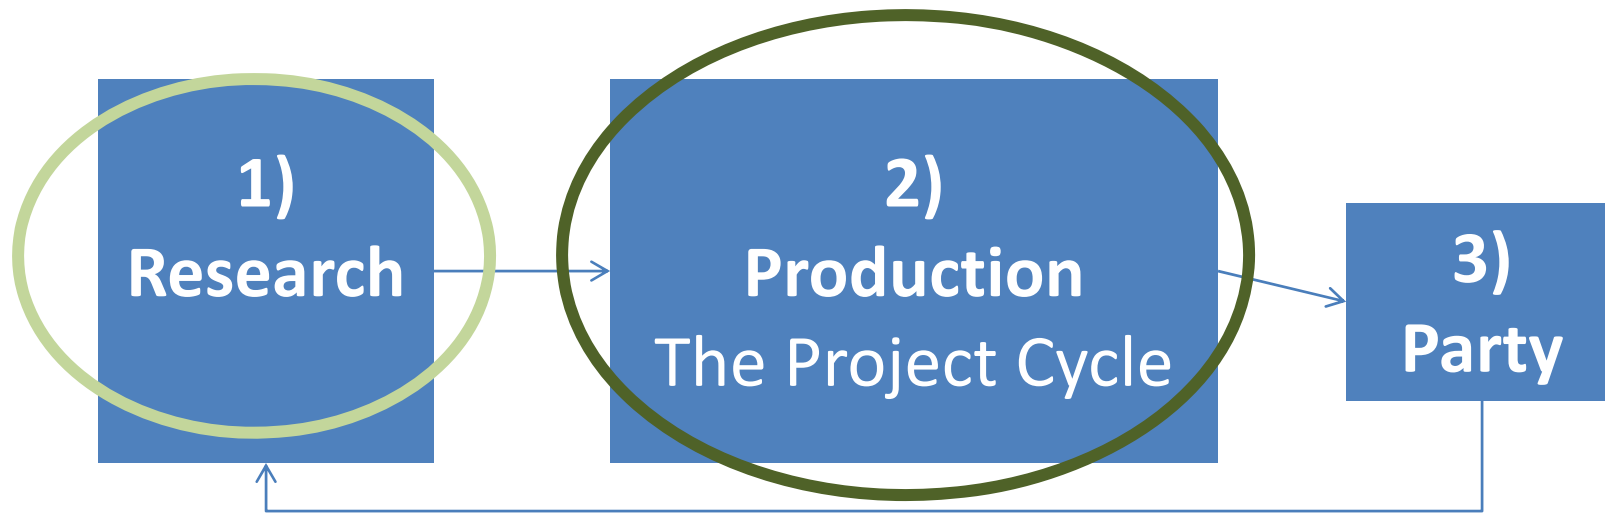 1)
Research
2)
Production
The Project Cycle
3)
Party